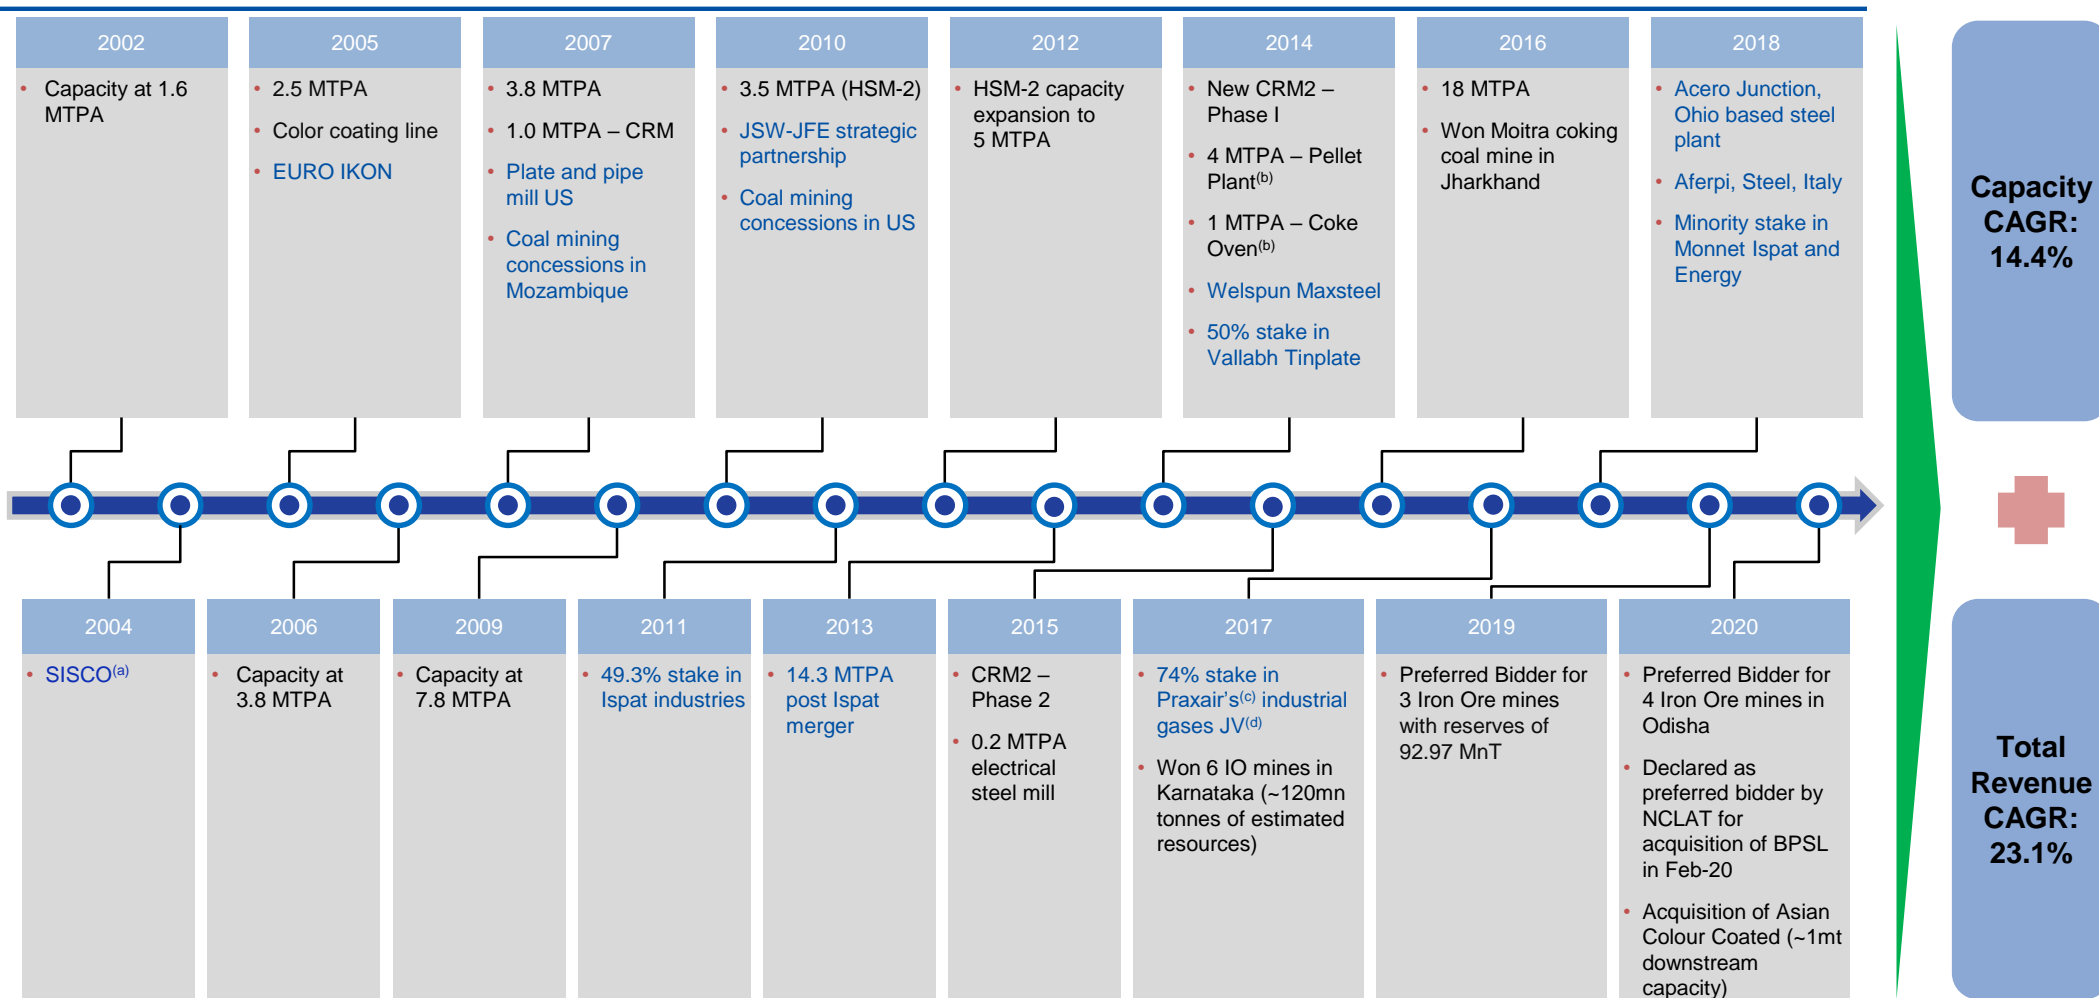 2002
• Capacity at 1.6
MTPA
2005
• 2.5 MTPA
• Color coating line
• EURO IKON
2007
• 3.8 MTPA
• 1.0 MTPA – CRM
• Plate and pipe
mill US
• Coal mining
concessions in
Mozambique
2010
• 3.5 MTPA (HSM-2)
• JSW-JFE strategic
partnership
• Coal mining
concessions in US
2012
• HSM-2 capacity
expansion to
5 MTPA
2014
• New CRM2 –
Phase I
• 4 MTPA – Pellet
Plant(b)
• 1 MTPA – Coke
Oven(b)
• Welspun Maxsteel
• 50% stake in
Vallabh Tinplate
2016
• 18 MTPA
• Won Moitra coking
coal mine in
Jharkhand
2018
• Acero Junction,
Ohio based steel
plant
• Aferpi, Steel, Italy
• Minority stake in
Monnet Ispat and
Energy
Capacity
CAGR:
14.4%
2004
• SISCO(a)
2006
• Capacity at
3.8 MTPA
2009
• Capacity at
7.8 MTPA
2011
• 49.3% stake in
Ispat industries
2013
• 14.3 MTPA
post Ispat
merger
2015
• CRM2 –
Phase 2
• 0.2 MTPA
electrical
steel mill
2017
• 74% stake in
Praxair's(c) industrial
gases JV(d)
• Won 6 IO mines in
Karnataka (~120mn
tonnes of estimated
resources)
2019
• Preferred Bidder for
3 Iron Ore mines
with reserves of
92.97 MnT
2020
• Preferred Bidder for
4 Iron Ore mines in
Odisha
• Declared as
preferred bidder by
NCLAT for
acquisition of BPSL
in Feb-20
• Acquisition of Asian
Colour Coated (~1mt
downstream
capacity)
Total
Revenue
CAGR:
23.1%